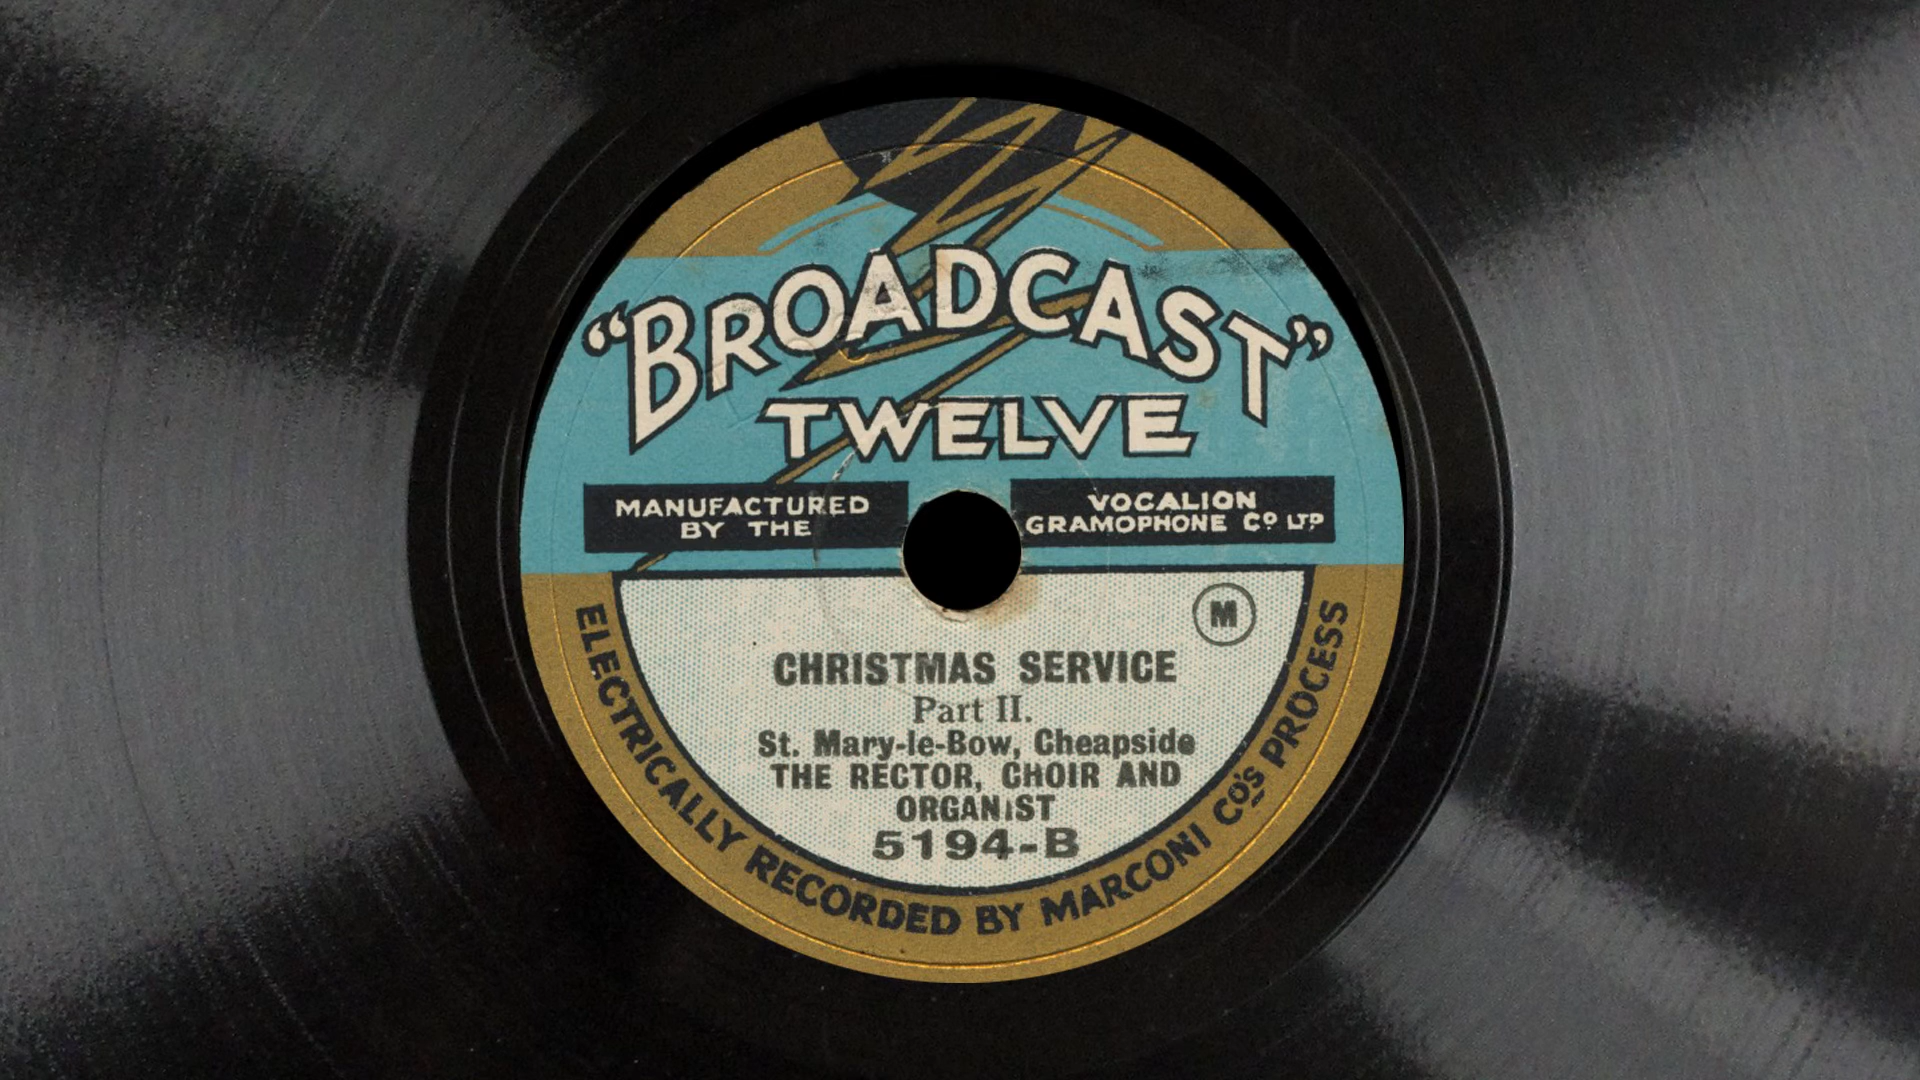 “BROADCAST”
TWELVE
MANUFACTURED
BY THE
VOCALION
GRAMOPHONE Cº LTD
M
CHRISTMAS SERVICE
Part II.
St. Mary-le-Bow, Cheapside
THE RECTOR, CHOIR AND
ORGANIST
5194-B
ELECTRICALLY RECORDED BY MARCONI Cº'S PROCESS